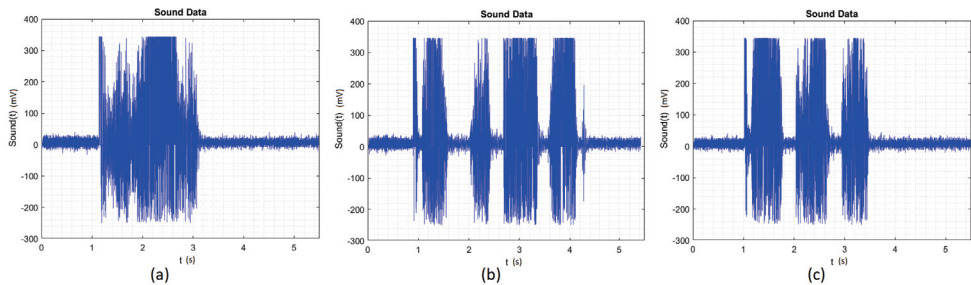 Sound Data
400
300
200
100
0
-100
-200
-300
Sound(t) (mV)
0 1 2 3 4 5
t (s)
(a)
Sound Data
400
300
200
100
0
-100
-200
-300
Sound(t) (mV)
0 1 2 3 4 5
t (s)
(b)
Sound Data
400
300
200
100
0
-100
-200
-300
Sound(t) (mV)
0 1 2 3 4 5
t (s)
(c)